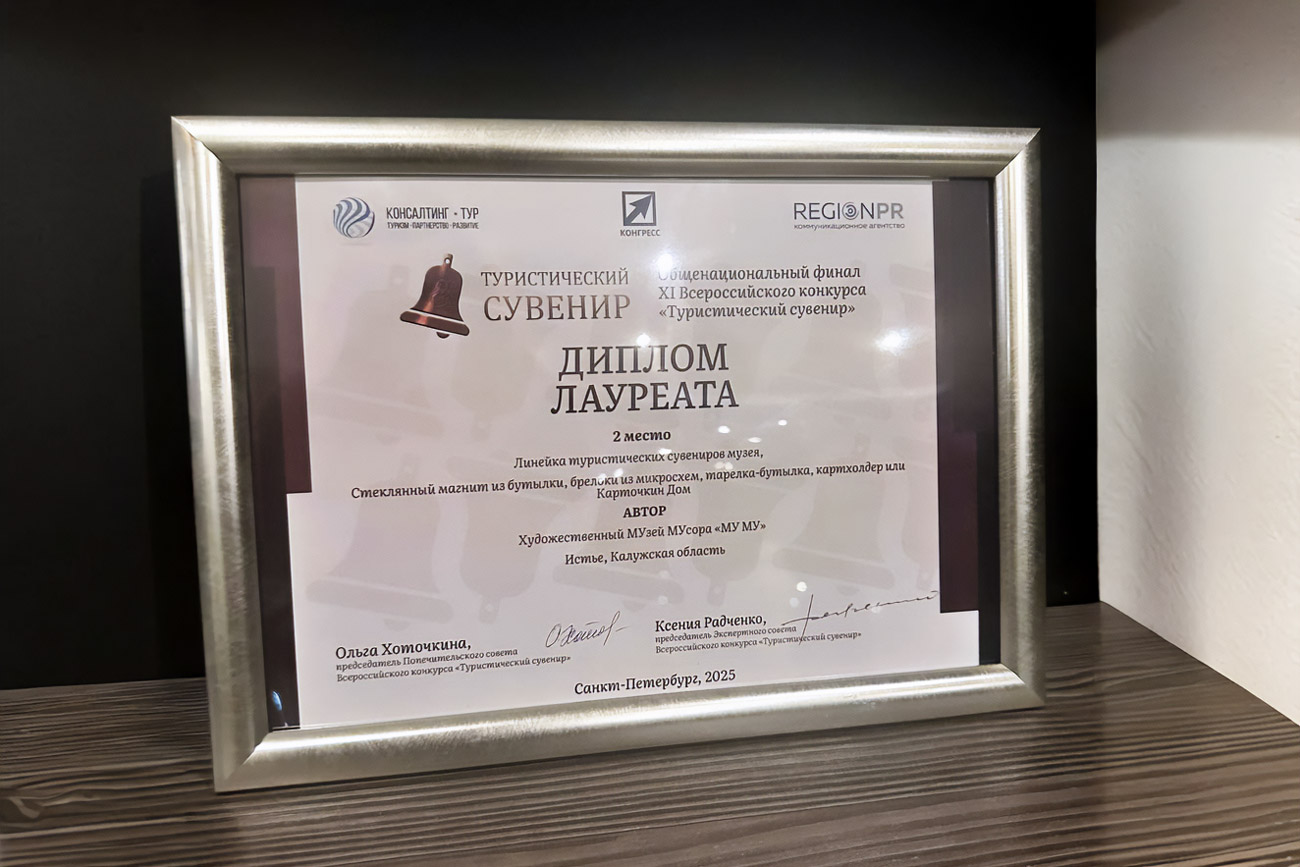 КОНСАЛТИНГ • ТУР
ТУРИЗМ • ПАРТНЕРСТВО • РАЗВИТИЕ
КОНГРЕСС
REGIONPR
коммуникационное агентство
ТУРИСТИЧЕСКИЙ
СУВЕНИР
Общенациональный финал
XI Всероссийского конкурса
«Туристический сувенир»
ДИПЛОМ
ЛАУРЕАТА
2 место
Линейка туристических сувениров музея,
Стеклянный магнит из бутылки, брелоки из микросхем, тарелка-бутылка, картхолдер или
Карточкин Дом
АВТОР
Художественный МУзей МУсора «МУ МУ»
Истье, Калужская область
Ольга Хоточкина,
председатель Попечительского совета
Всероссийского конкурса «Туристический сувенир»
Ксения Радченко,
председатель Экспертного совета
Всероссийского конкурса «Туристический сувенир»
Санкт-Петербург, 2025